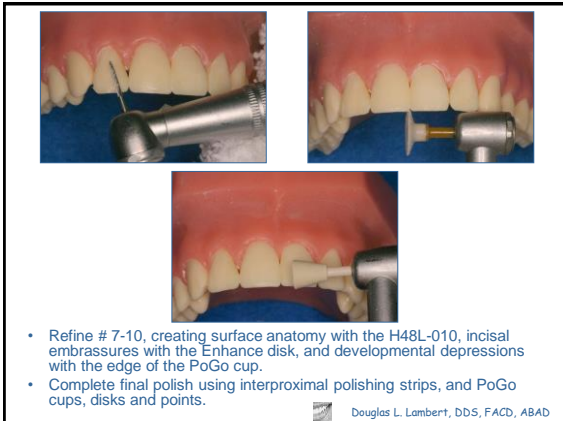 • Refine # 7-10, creating surface anatomy with the H48L-010, incisal
embrasures with the Enhance disk, and developmental depressions
with the edge of the PoGo cup.
• Complete final polish using interproximal polishing strips, and PoGo
cups, disks and points.
Douglas L. Lambert, DDS, FACD, ABAD